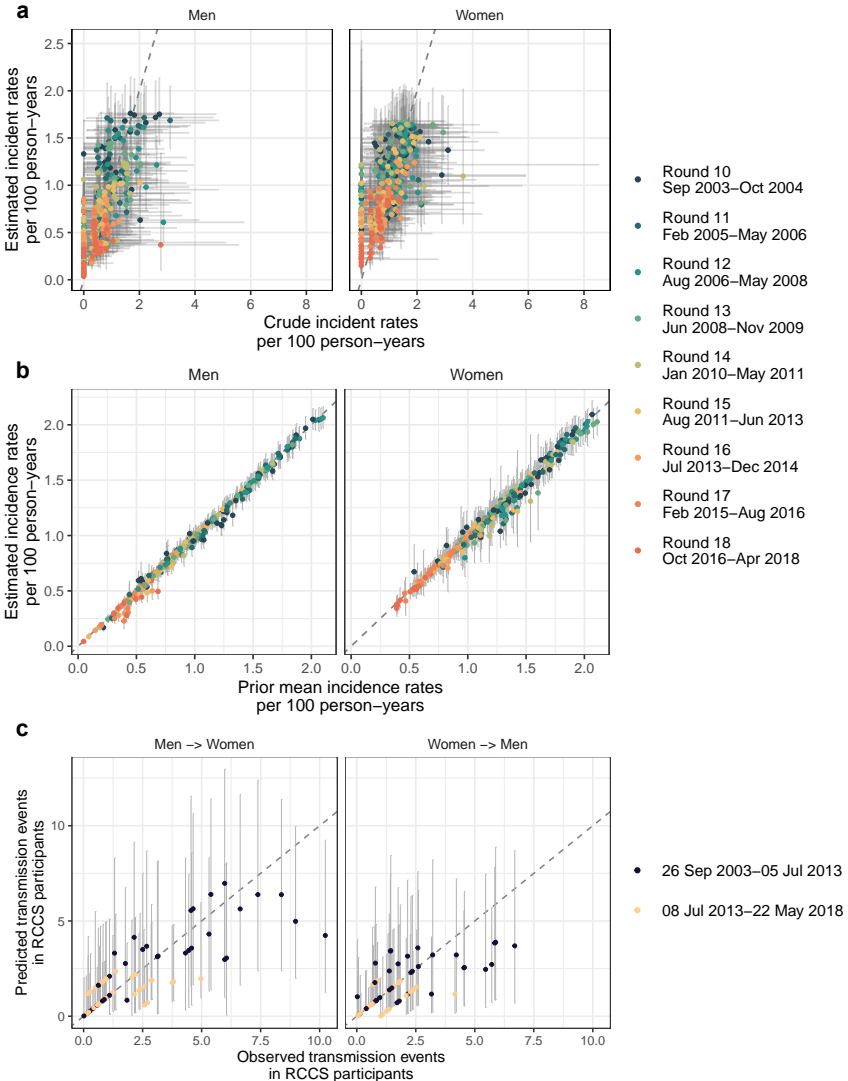 a
Men
Women
2.5
2.0
1.5
1.0
0.5
0.0
Estimated incident rates
per 100 person−years
0
2
4
6
8
0
2
4
6
8
Crude incident rates
per 100 person−years
Round 10
Sep 2003−Oct 2004
Round 11
Feb 2005−May 2006
Round 12
Aug 2006−May 2008
Round 13
Jun 2008−Nov 2009
Round 14
Jan 2010−May 2011
Round 15
Aug 2011−Jun 2013
Round 16
Jul 2013−Dec 2014
Round 17
Feb 2015−Aug 2016
Round 18
Oct 2016−Apr 2018
b
Men
Women
2.0
1.5
1.0
0.5
0.0
Estimated incidence rates
per 100 person−years
0.0
0.5
1.0
1.5
2.0
0.0
0.5
1.0
1.5
2.0
Prior mean incidence rates
per 100 person−years
c
Men −> Women
Women −> Men
10
5
0
Predicted transmission events
in RCCS participants
0.0
2.5
5.0
7.5
10.0
0.0
2.5
5.0
7.5
10.0
Observed transmission events
in RCCS participants
26 Sep 2003−05 Jul 2013
08 Jul 2013−22 May 2018